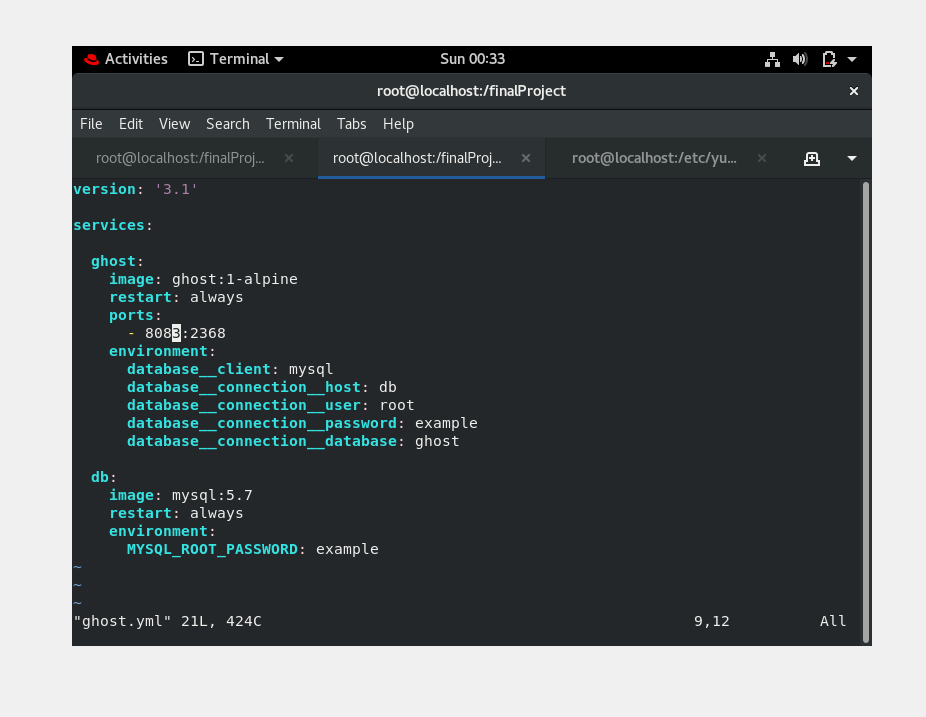 Activities Terminal Sun 00:33
root@localhost:/finalProject ×
File Edit View Search Terminal Tabs Help
root@localhost:/finalProj... × root@localhost:/finalProj... × root@localhost:/etc/yu... ×
version: '3.1'
services:
  ghost:
    image: ghost:1-alpine
    restart: always
    ports:
      - 8083:2368
    environment:
      database__client: mysql
      database__connection__host: db
      database__connection__user: root
      database__connection__password: example
      database__connection__database: ghost
  db:
    image: mysql:5.7
    restart: always
    environment:
      MYSQL_ROOT_PASSWORD: example
~
~
~
"ghost.yml" 21L, 424C 9,12 All